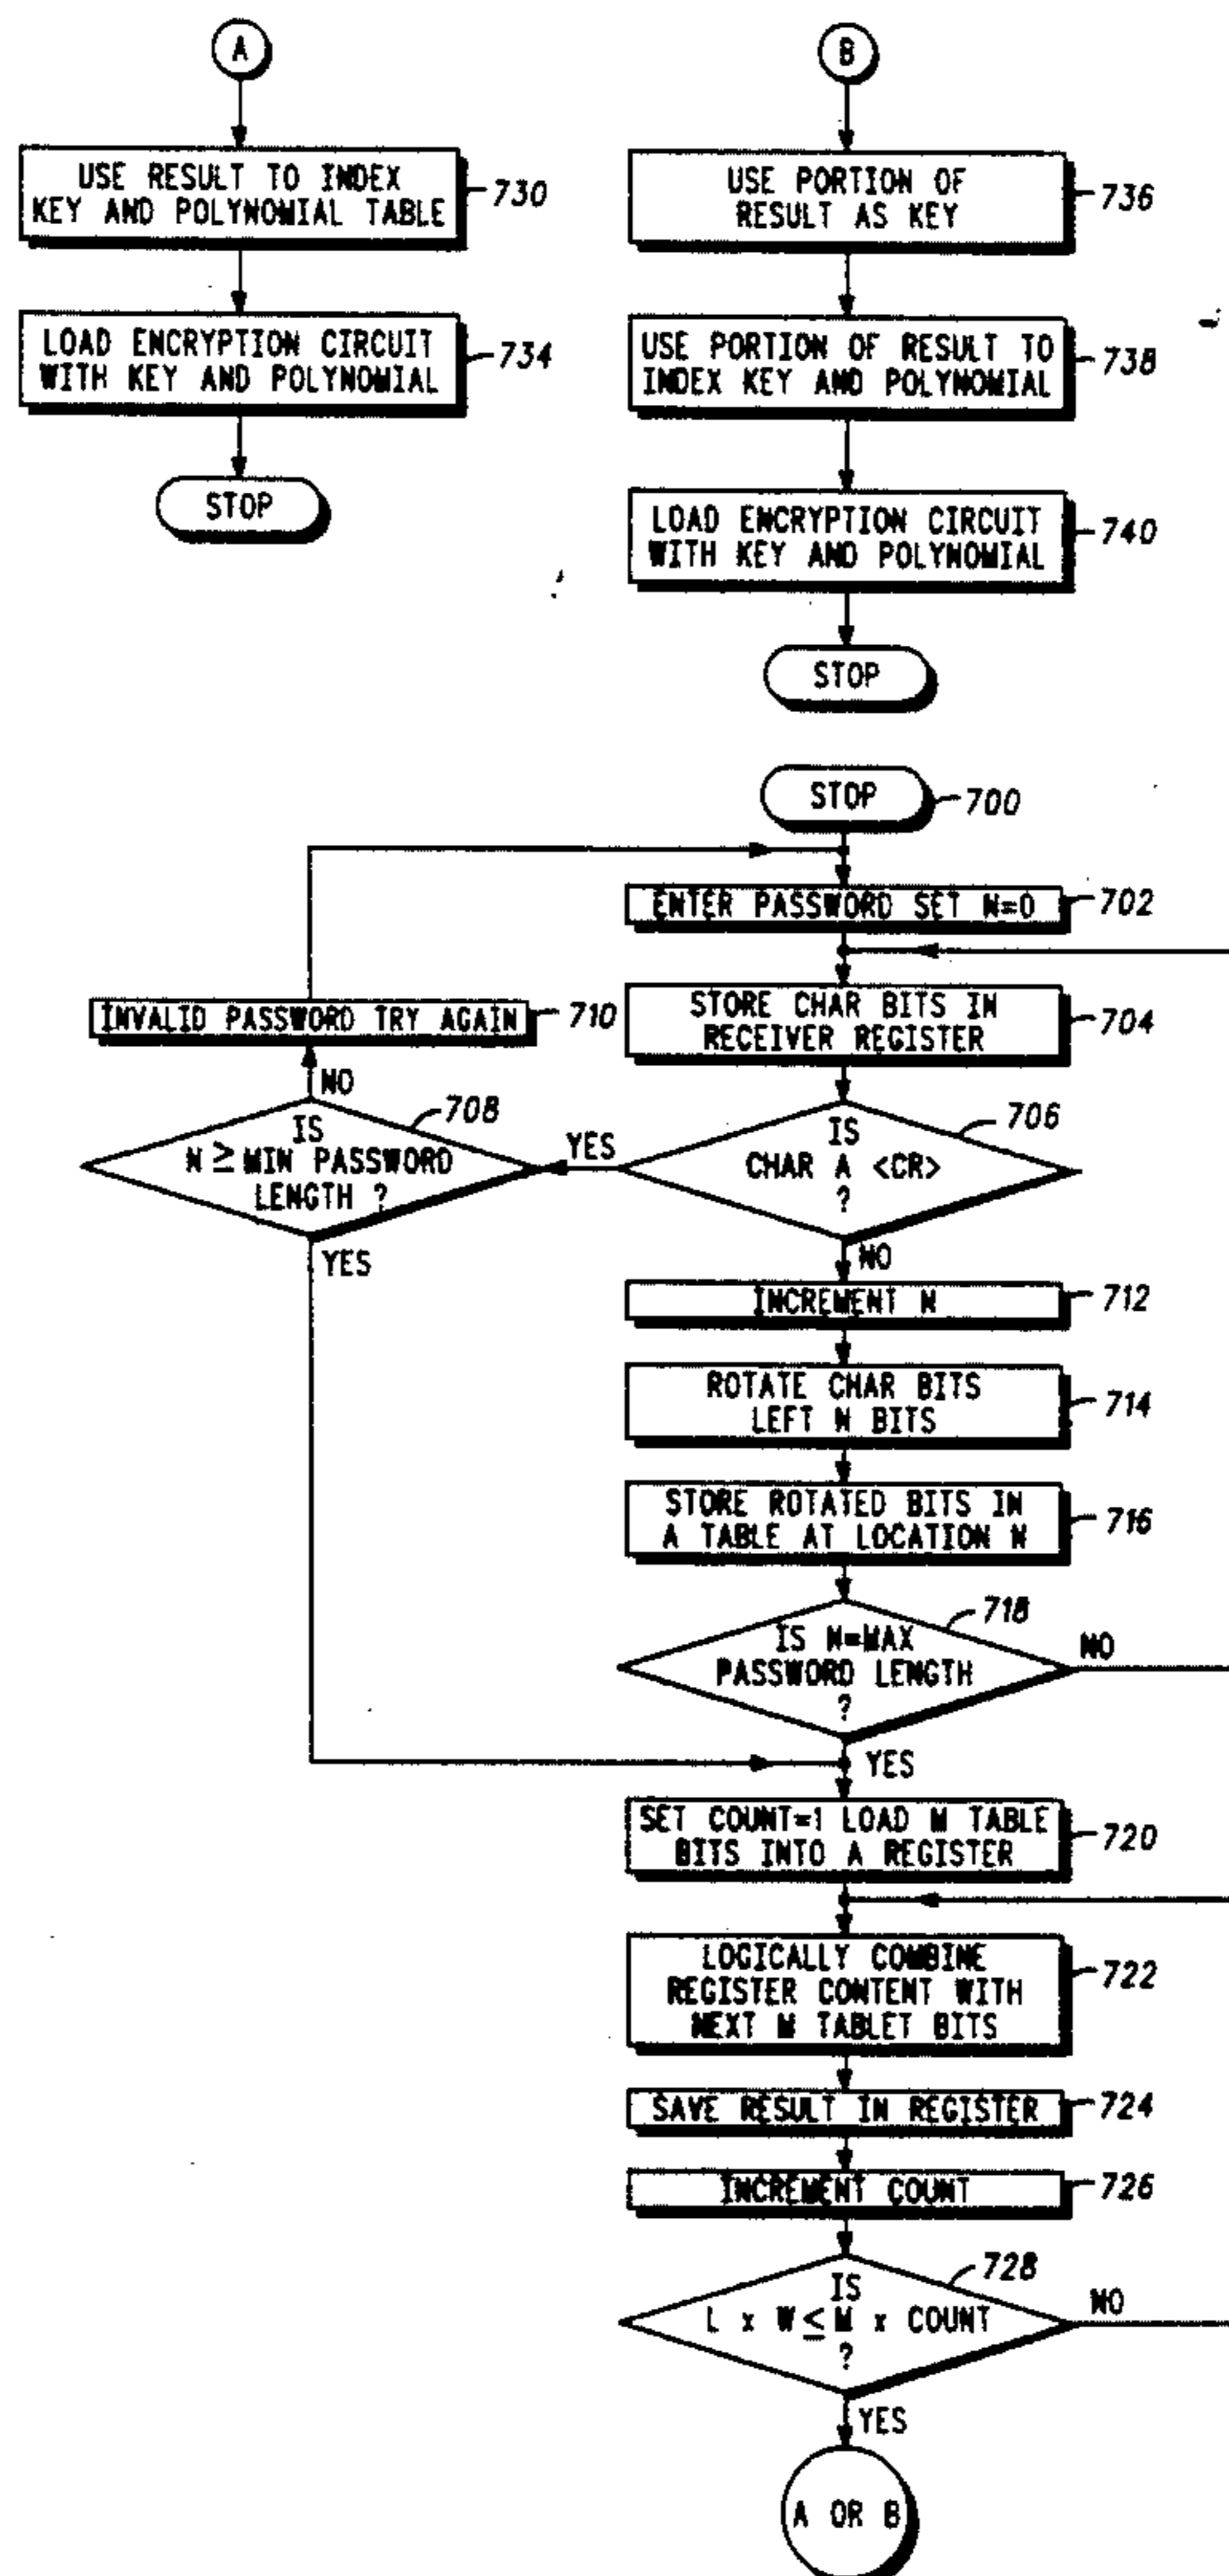 A
USE RESULT TO INDEX
KEY AND POLYNOMIAL TABLE
730
LOAD ENCRYPTION CIRCUIT
WITH KEY AND POLYNOMIAL
734
STOP
B
USE PORTION OF
RESULT AS KEY
736
USE PORTION OF RESULT TO
INDEX KEY AND POLYNOMIAL
738
LOAD ENCRYPTION CIRCUIT
WITH KEY AND POLYNOMIAL
740
STOP
STOP
700
ENTER PASSWORD SET N=0
702
STORE CHAR BITS IN
RECEIVER REGISTER
704
IS
CHAR A <CR>
?
706
YES
NO
IS
N ≥ MIN PASSWORD
LENGTH ?
708
NO
YES
INVALID PASSWORD TRY AGAIN
710
INCREMENT N
712
ROTATE CHAR BITS
LEFT N BITS
714
STORE ROTATED BITS IN
A TABLE AT LOCATION N
716
IS N=MAX
PASSWORD LENGTH
?
718
NO
YES
SET COUNT=1 LOAD M TABLE
BITS INTO A REGISTER
720
LOGICALLY COMBINE
REGISTER CONTENT WITH
NEXT M TABLET BITS
722
SAVE RESULT IN REGISTER
724
INCREMENT COUNT
726
IS
L x W ≤ M x COUNT
?
728
NO
YES
A OR B